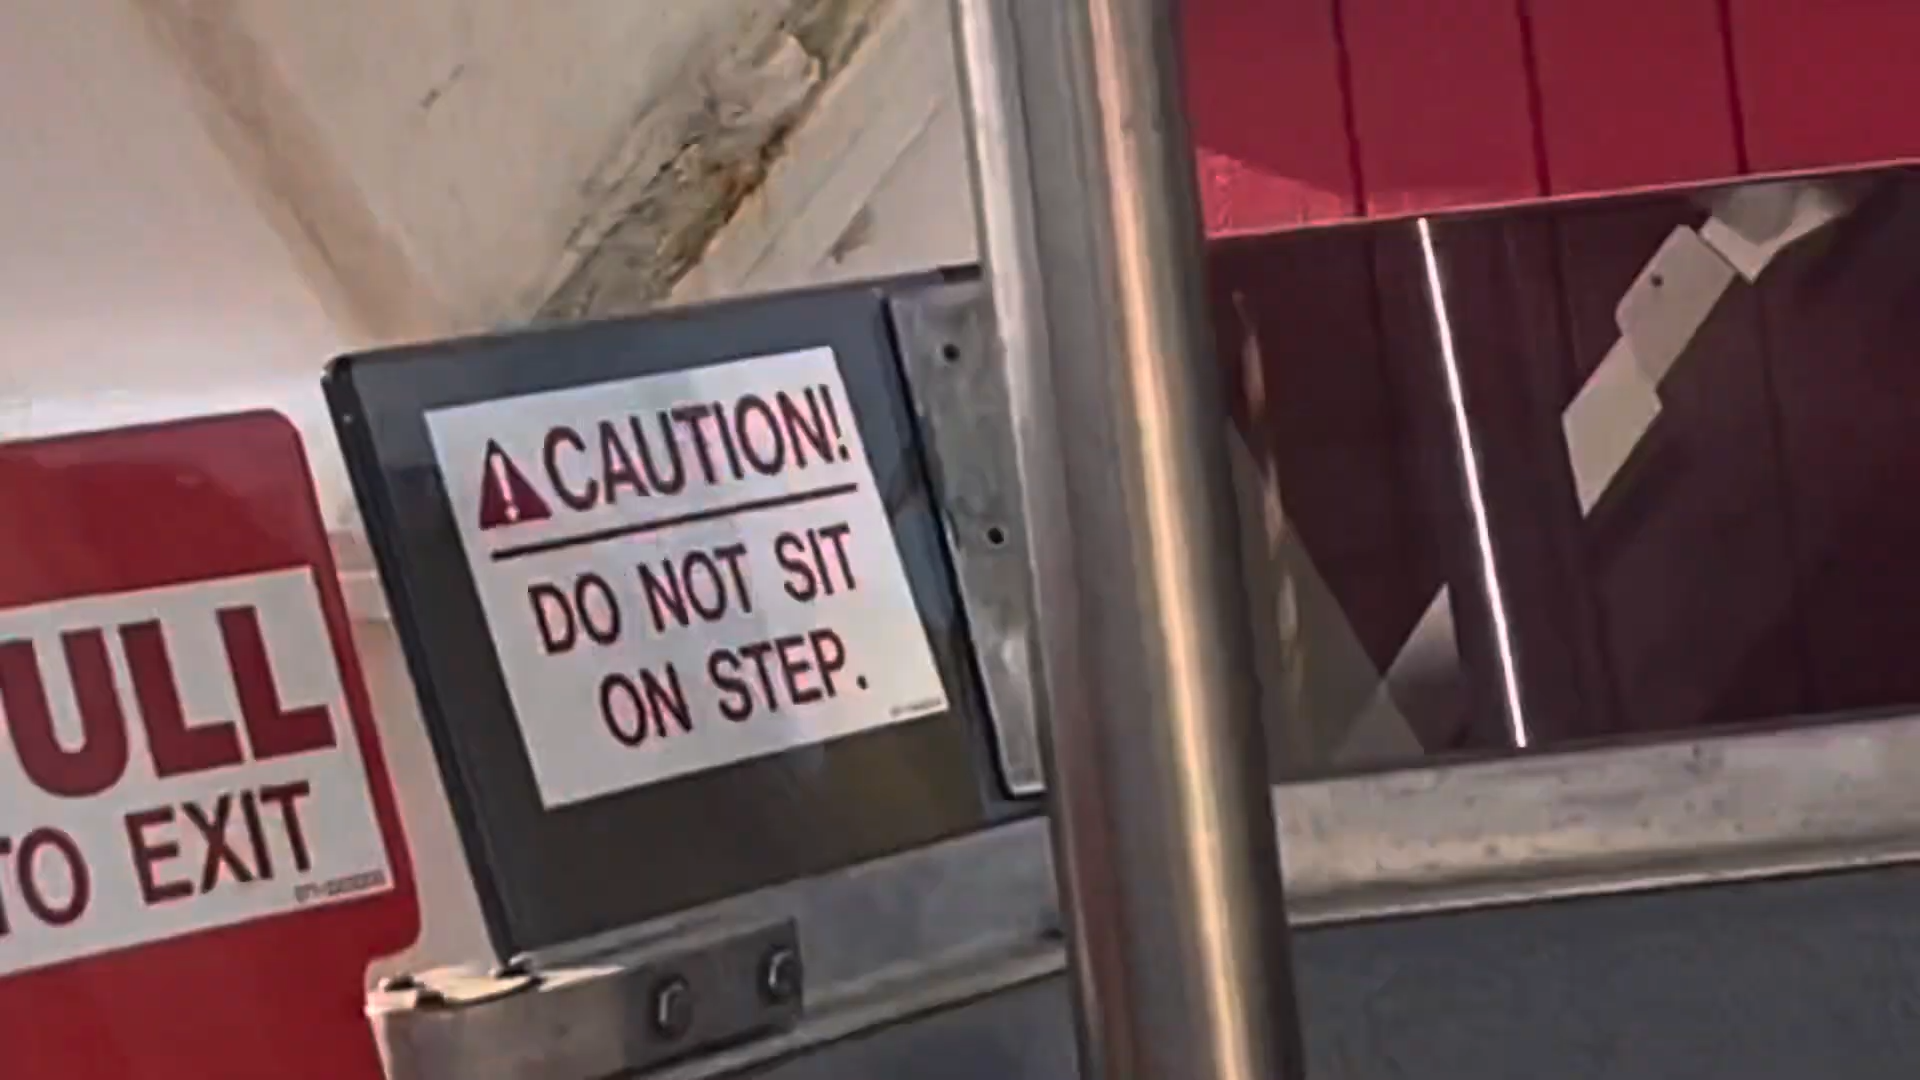 ULL
TO EXIT
CAUTION!
DO NOT SIT
ON STEP.